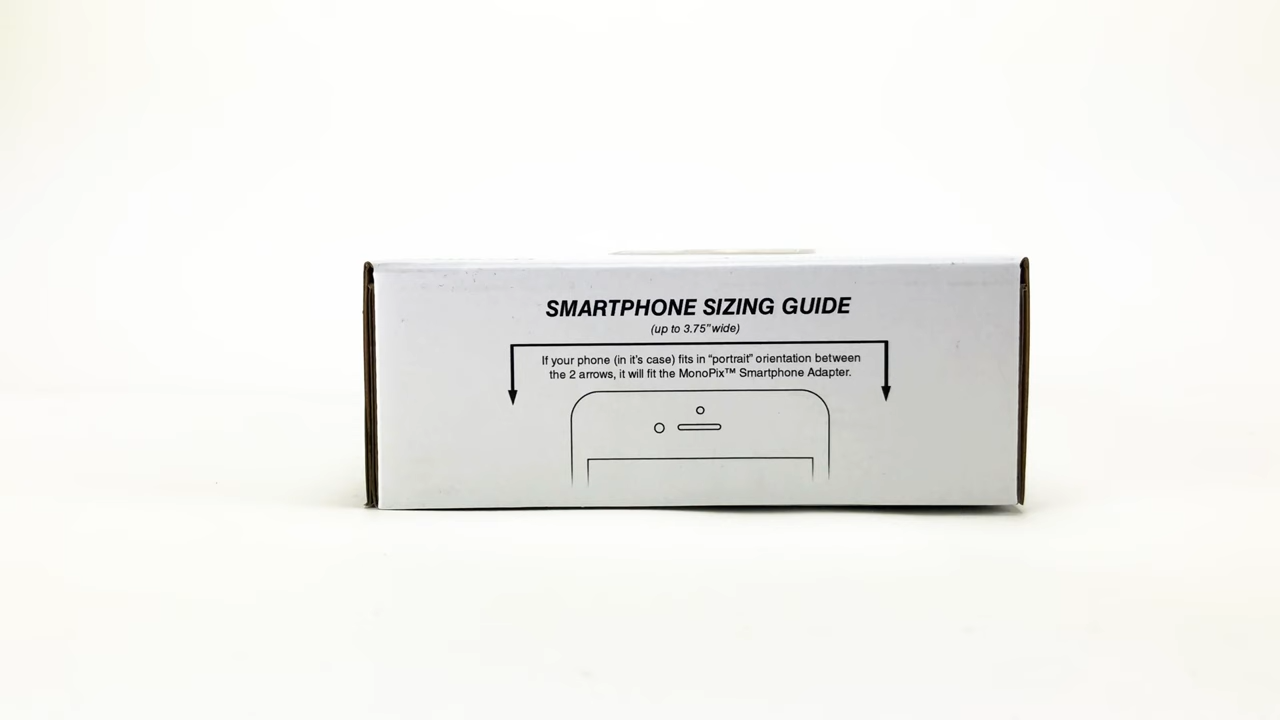 SMARTPHONE SIZING GUIDE
(up to 3.75" wide)
If your phone (in it's case) fits in “portrait” orientation between
the 2 arrows, it will fit the MonoPix™ Smartphone Adapter.